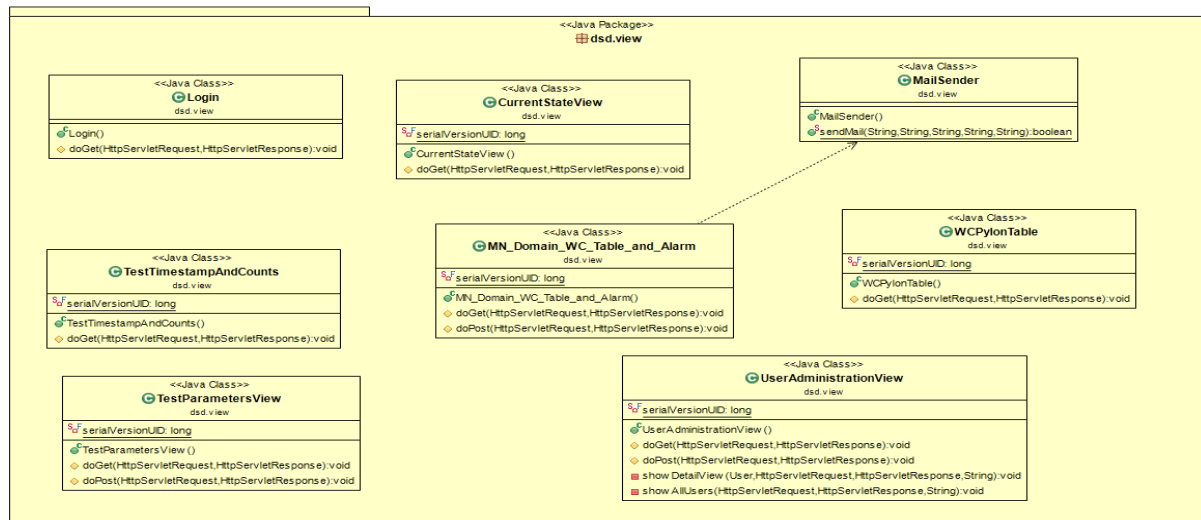 <<Java Package>>
dsd.view
<<Java Class>>
Login
dsd.view
Login()
doGet(HttpServletRequest,HttpServletResponse):void
<<Java Class>>
CurrentStateView
dsd.view
serialVersionUID: long
CurrentStateView()
doGet(HttpServletRequest,HttpServletResponse):void
<<Java Class>>
MailSender
dsd.view
MailSender()
sendMail(String,String,String,String,String):boolean
<<Java Class>>
TestTimestampAndCounts
dsd.view
serialVersionUID: long
TestTimestampAndCounts()
doGet(HttpServletRequest,HttpServletResponse):void
<<Java Class>>
MN_Domain_WC_Table_and_Alarm
dsd.view
serialVersionUID: long
MN_Domain_WC_Table_and_Alarm()
doGet(HttpServletRequest,HttpServletResponse):void
doPost(HttpServletRequest,HttpServletResponse):void
<<Java Class>>
WCPylonTable
dsd.view
serialVersionUID: long
WCPylonTable()
doGet(HttpServletRequest,HttpServletResponse):void
<<Java Class>>
TestParametersView
dsd.view
serialVersionUID: long
TestParametersView()
doGet(HttpServletRequest,HttpServletResponse):void
doPost(HttpServletRequest,HttpServletResponse):void
<<Java Class>>
UserAdministrationView
dsd.view
serialVersionUID: long
UserAdministrationView()
doGet(HttpServletRequest,HttpServletResponse):void
doPost(HttpServletRequest,HttpServletResponse):void
showDetailView(User,HttpServletRequest,HttpServletResponse,String):void
showAllUsers(HttpServletRequest,HttpServletResponse,String):void